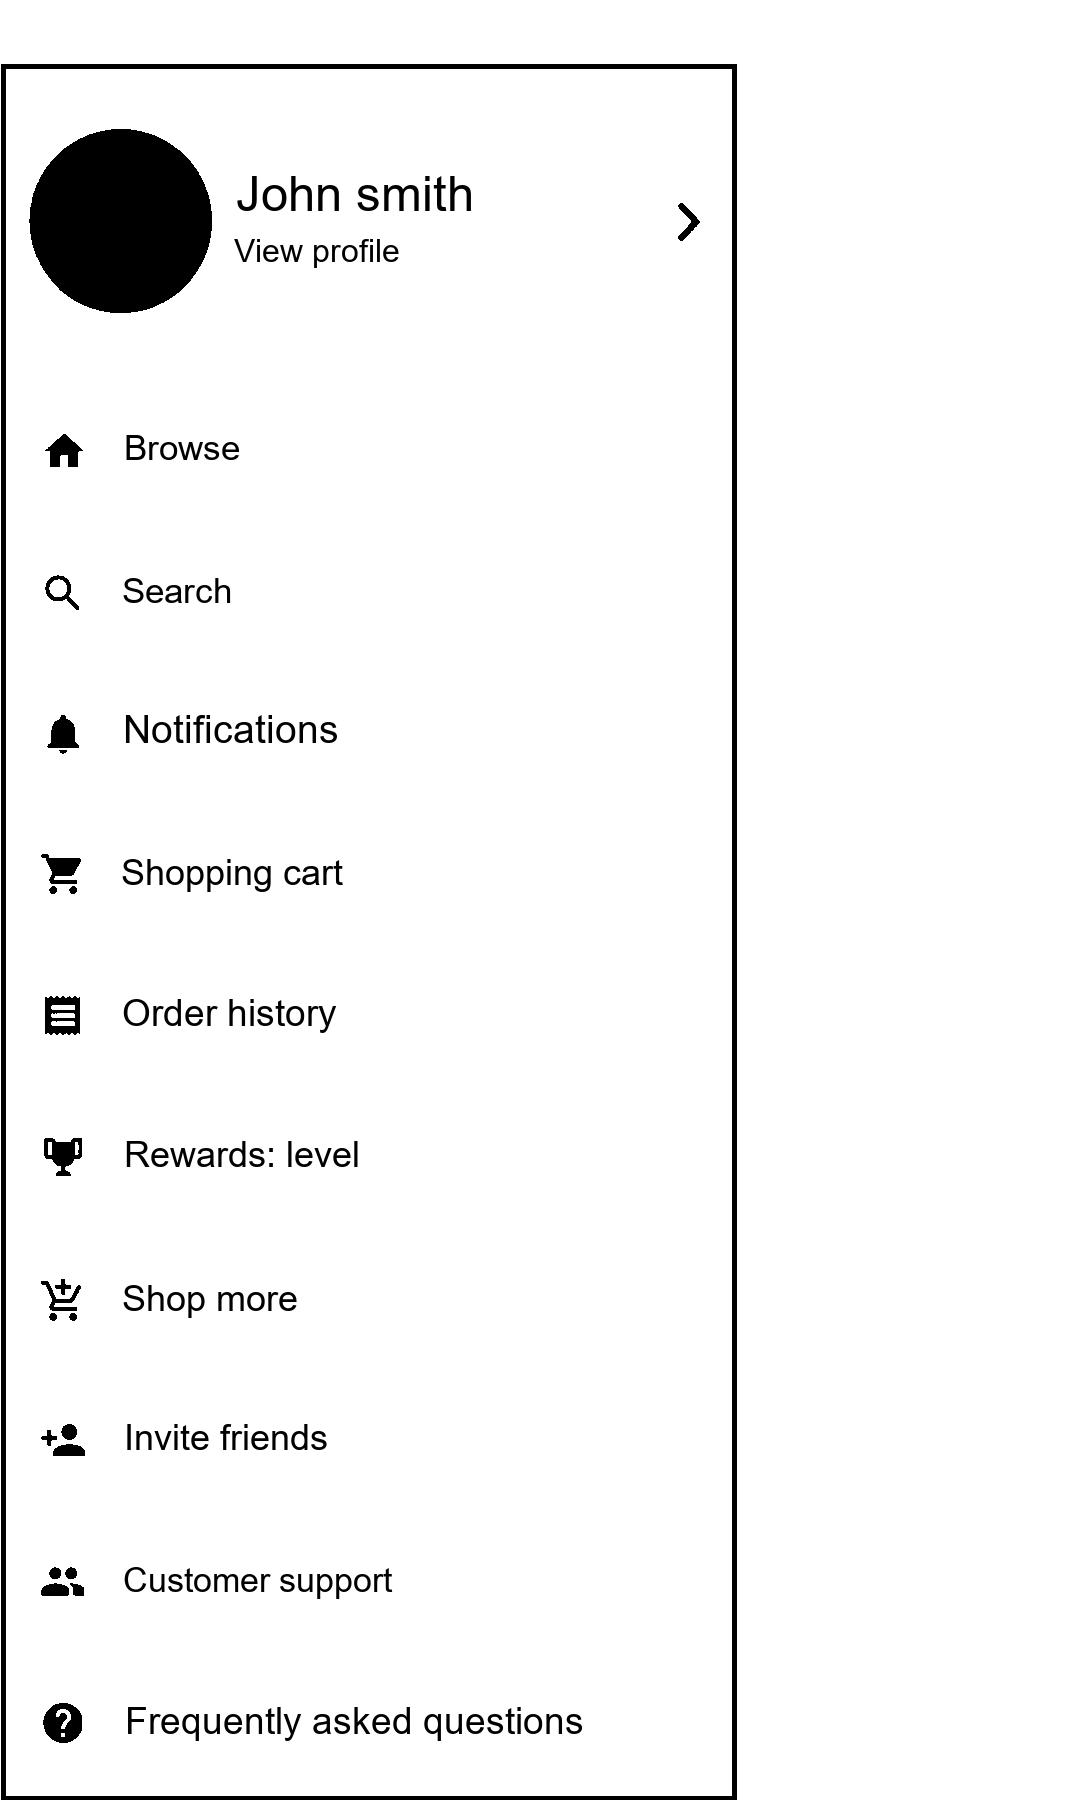 John smith
View profile
Browse
Search
Notifications
Shopping cart
Order history
Rewards: level
Shop more
Invite friends
Customer support
Frequently asked questions